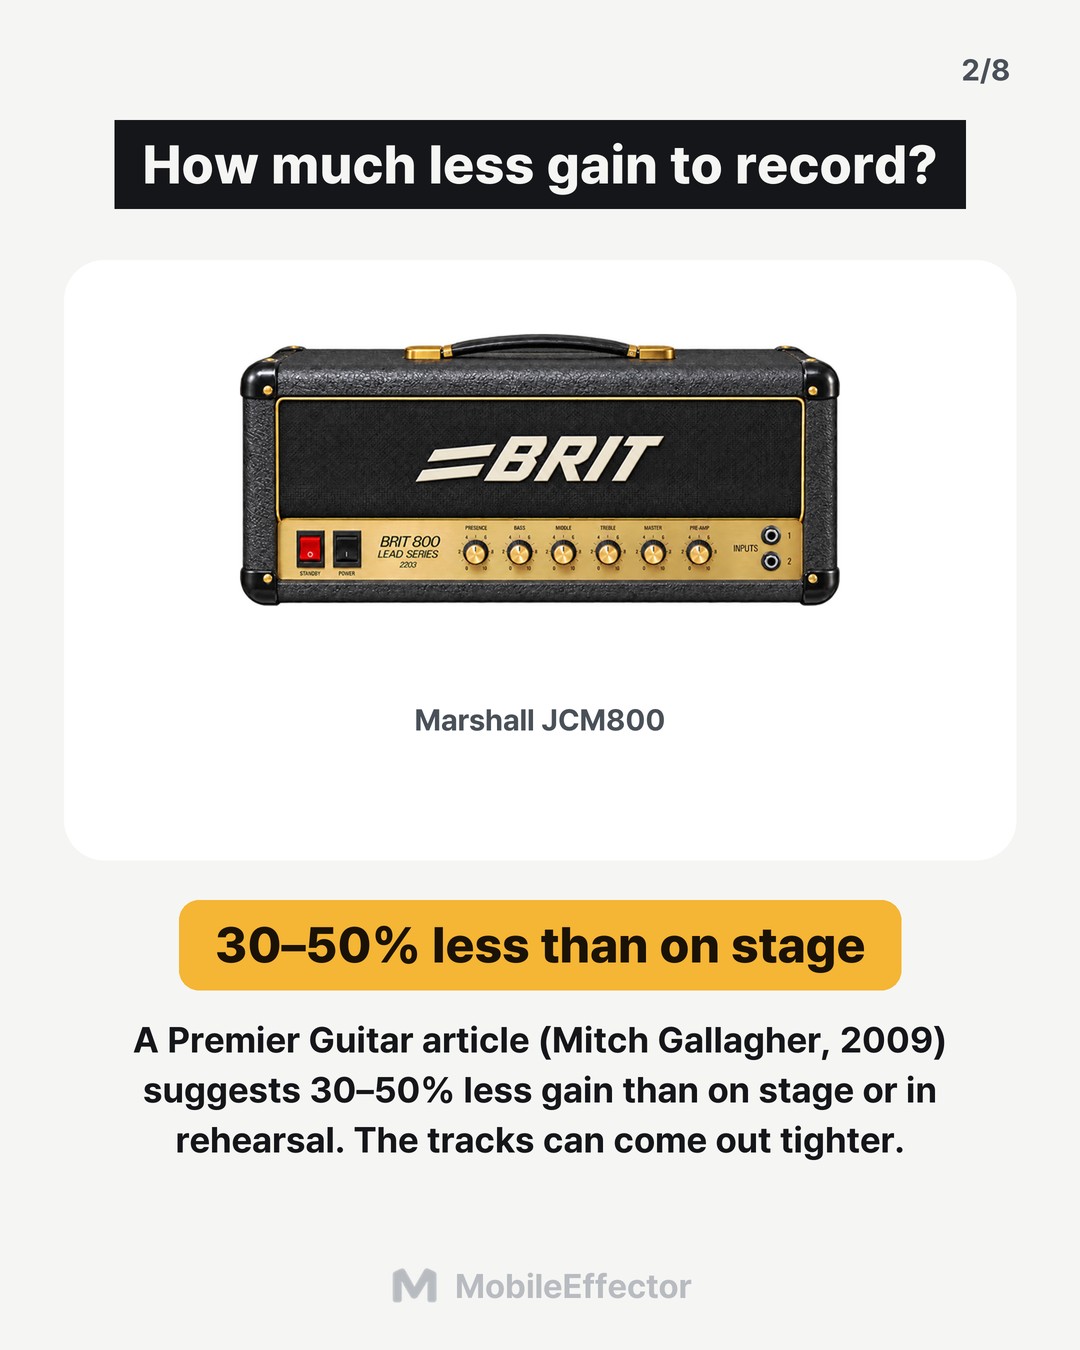 2/8
How much less gain to record?
BRIT
PRESENCE BASS MIDDLE TREBLE MASTER PRE-AMP
BRIT 800
LEAD SERIES
2203
INPUTS
1
2
STANDBY POWER
Marshall JCM800
30–50% less than on stage
A Premier Guitar article (Mitch Gallagher, 2009)
suggests 30–50% less gain than on stage or in
rehearsal. The tracks can come out tighter.
MobileEffector